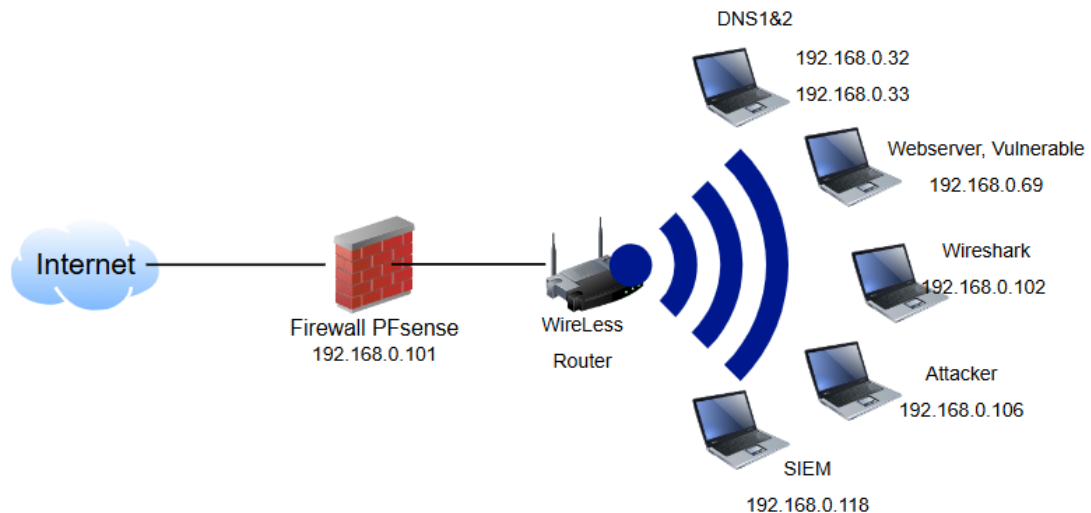 DNS1&2
192.168.0.32
192.168.0.33
Webserver, Vulnerable
192.168.0.69
Internet
Wireshark
192.168.0.102
Firewall PFsense
192.168.0.101
WireLess
Router
Attacker
192.168.0.106
SIEM
192.168.0.118